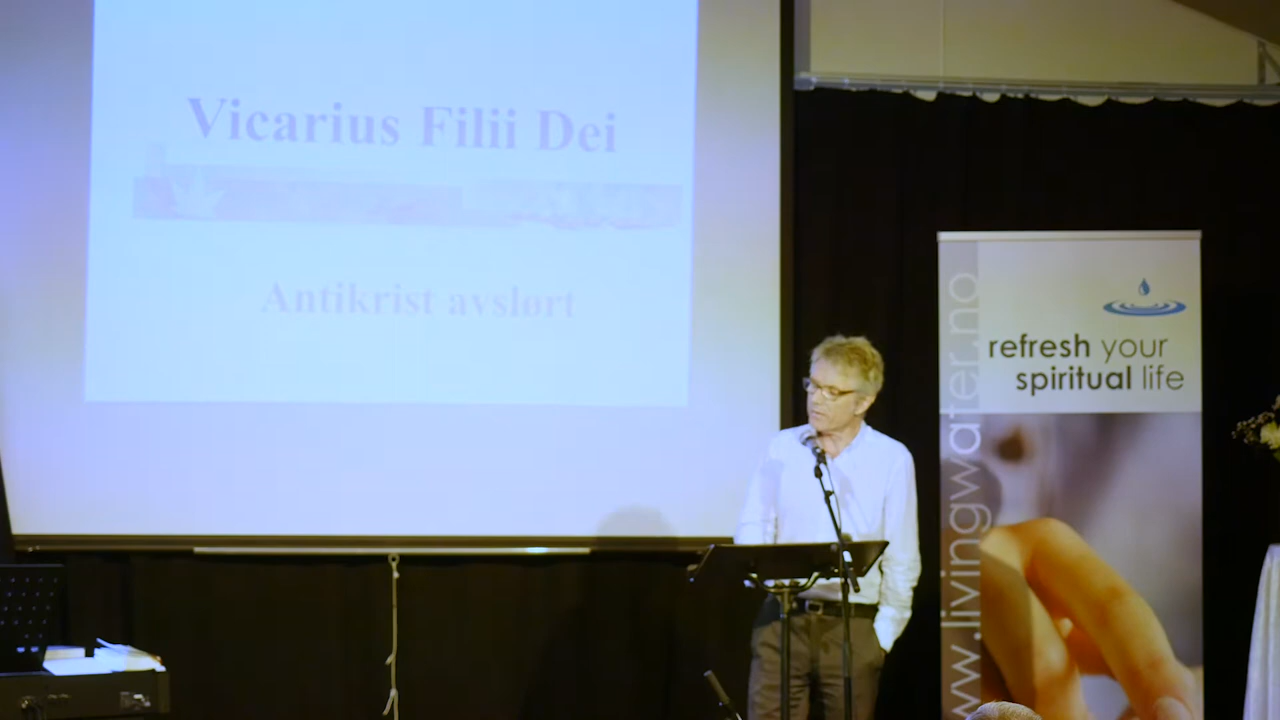 Vicarius Filii Dei
Antikrist avslørt
refresh your
spiritual life
www.livingwater.no